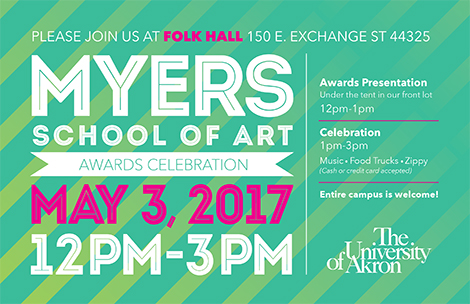 PLEASE JOIN US AT FOLK HALL 150 E. EXCHANGE ST 44325
MYERS
SCHOOL OF ART
AWARDS CELEBRATION
MAY 3, 2017
12PM-3PM
Awards Presentation
Under the tent in our front lot
12pm-1pm
Celebration
1pm-3pm
Music • Food Trucks • Zippy
(Cash or credit card accepted)
Entire campus is welcome!
The
University
of Akron